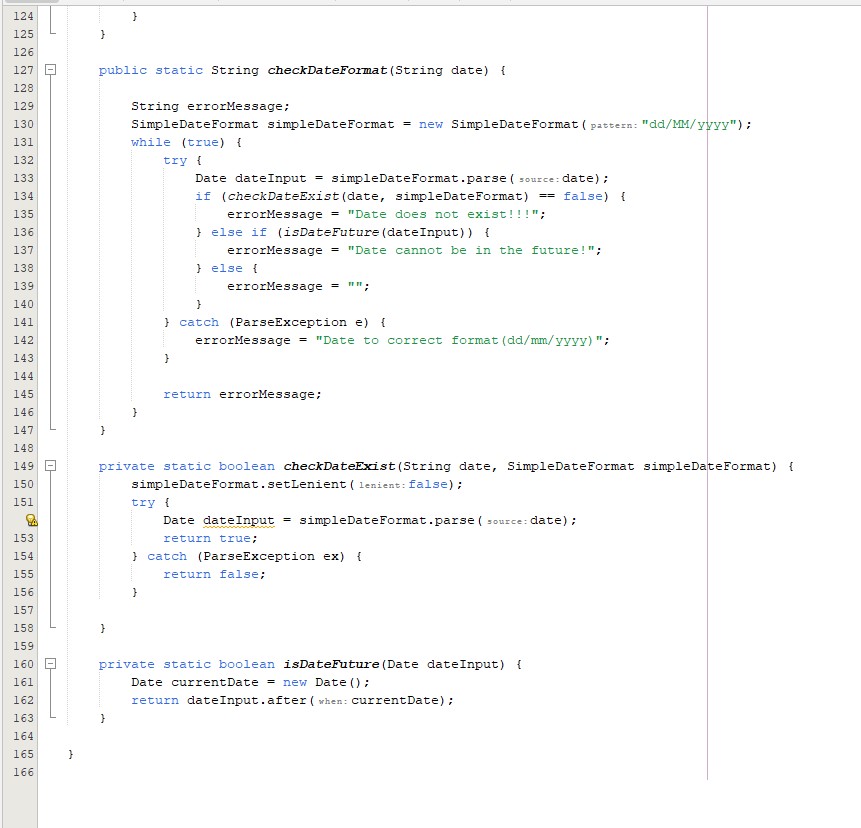 124 }
125 }
126
127 public static String checkDateFormat(String date) {
128
129 String errorMessage;
130 SimpleDateFormat simpleDateFormat = new SimpleDateFormat( pattern: "dd/MM/yyyy");
131 while (true) {
132 try {
133 Date dateInput = simpleDateFormat.parse( source: date);
134 if (checkDateExist(date, simpleDateFormat) == false) {
135 errorMessage = "Date does not exist!!!";
136 } else if (isDateFuture(dateInput)) {
137 errorMessage = "Date cannot be in the future!";
138 } else {
139 errorMessage = "";
140 }
141 } catch (ParseException e) {
142 errorMessage = "Date to correct format(dd/mm/yyyy)";
143 }
144
145 return errorMessage;
146 }
147 }
148
149 private static boolean checkDateExist(String date, SimpleDateFormat simpleDateFormat) {
150 simpleDateFormat.setLenient( lenient: false);
151 try {
Date dateInput = simpleDateFormat.parse( source: date);
153 return true;
154 } catch (ParseException ex) {
155 return false;
156 }
157
158 }
159
160 private static boolean isDateFuture(Date dateInput) {
161 Date currentDate = new Date();
162 return dateInput.after( when: currentDate);
163 }
164
165 }
166